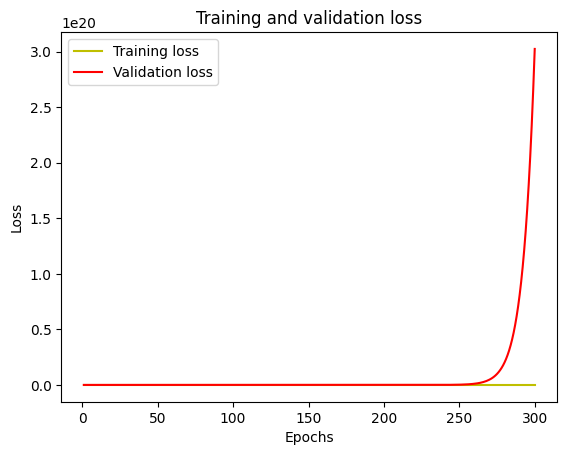 Training and validation loss
1e20
Training loss
Validation loss
3.0
2.5
2.0
1.5
1.0
0.5
0.0
Loss
0 50 100 150 200 250 300
Epochs